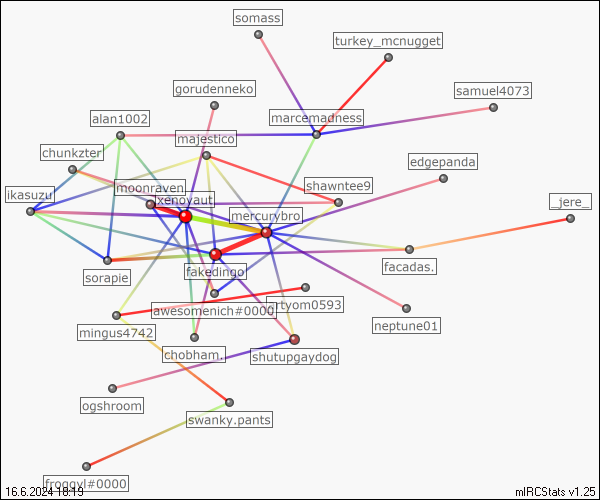 somass
turkey_mcnugget
gorudenneko
samuel4073
alan1002
marcemadness
majestico
chunkzter
edgepanda
moonraven
shawntee9
ikasuzu
xenoyaut
_jere_
mercurybro
facadas.
fakedingo
sorapie
awesomenich#0000
artyom0593
neptune01
mingus4742
chobham.
shutupgaydog
ogshroom
swanky.pants
froggyl#0000
16.6.2024 18:19
mIRCStats v1.25